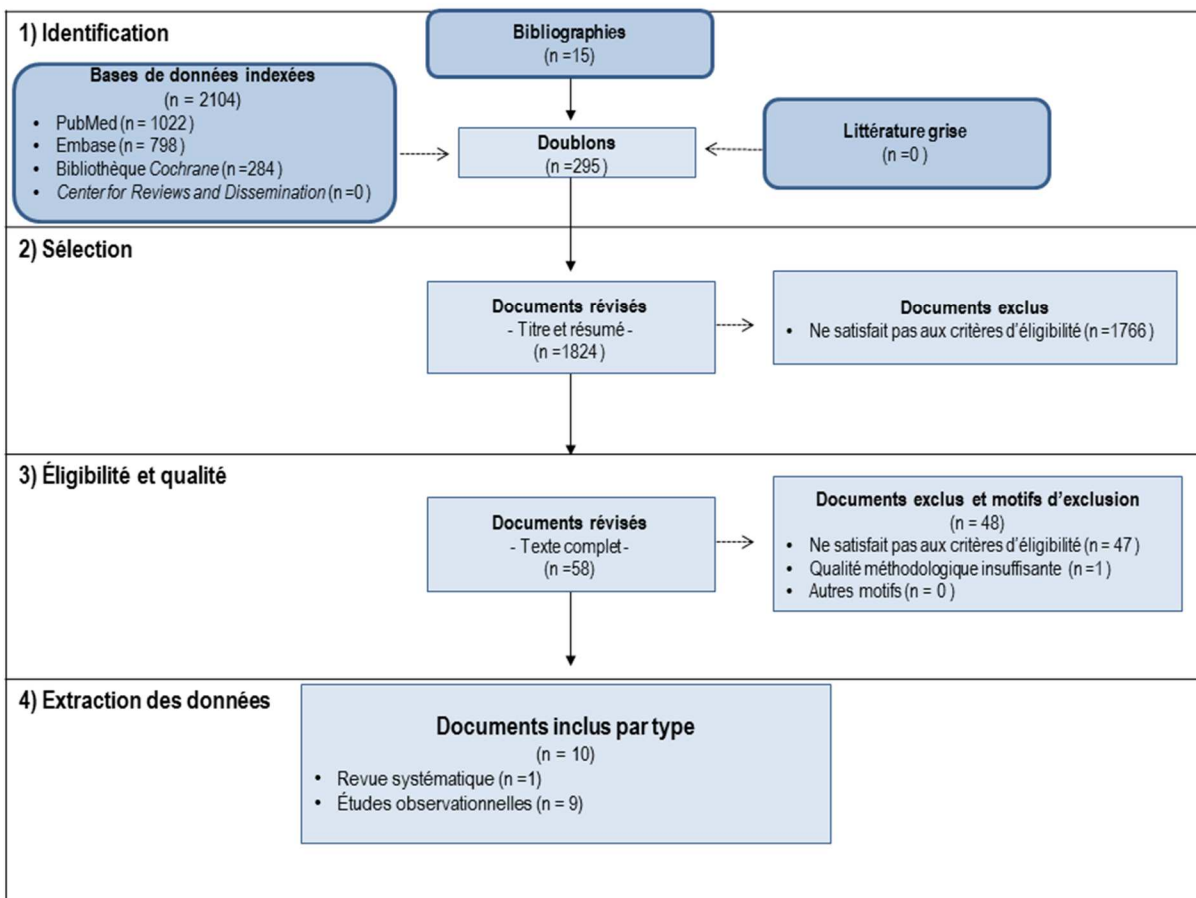 1) Identification
Bibliographies
(n =15)
Bases de données indexées
(n = 2104)
• PubMed (n = 1022)
• Embase (n = 798)
• Bibliothèque Cochrane (n =284)
• Center for Reviews and Dissemination (n =0)
Doublons
(n =295)
Littérature grise
(n =0 )
2) Sélection
Documents révisés
- Titre et résumé -
(n =1824 )
Documents exclus
• Ne satisfait pas aux critères d'éligibilité (n =1766 )
3) Éligibilité et qualité
Documents révisés
- Texte complet -
(n =58)
Documents exclus et motifs d'exclusion
(n = 48)
• Ne satisfait pas aux critères d'éligibilité (n = 47)
• Qualité méthodologique insuffisante (n =1 )
• Autres motifs (n = 0 )
4) Extraction des données
Documents inclus par type
(n = 10)
• Revue systématique (n =1)
• Études observationnelles (n = 9)